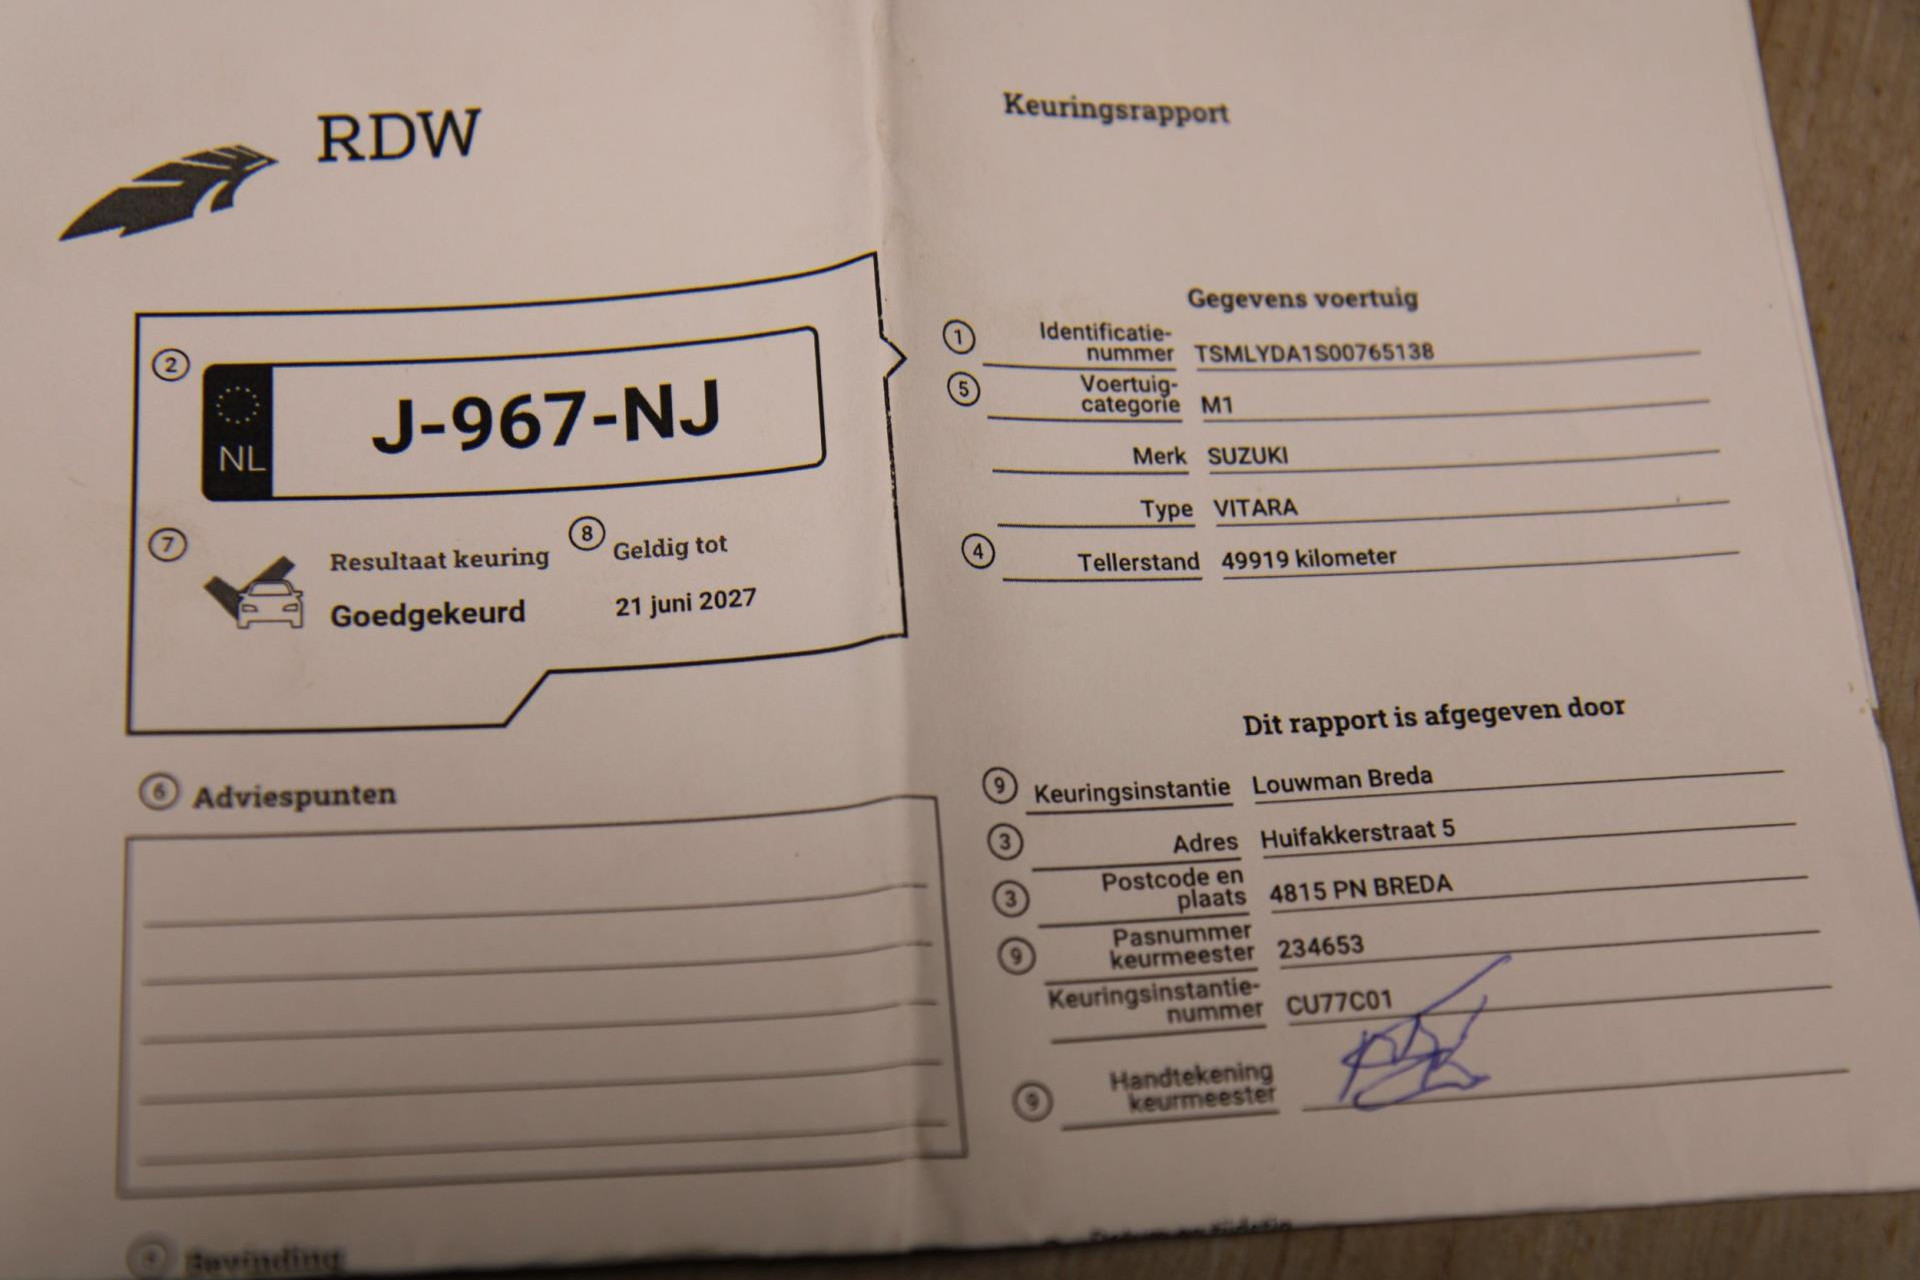 RDW
Keuringsrapport
2
NL
J-967-NJ
7
Resultaat keuring
Goedgekeurd
8
Geldig tot
21 juni 2027
Gegevens voertuig
1 Identificatie-
nummer TSMLYDA1S00765138
5 Voertuig-
categorie M1
Merk SUZUKI
Type VITARA
4 Tellerstand 49919 kilometer
6 Adviespunten
Dit rapport is afgegeven door
9 Keuringsinstantie Louwman Breda
3 Adres Huifakkerstraat 5
3 Postcode en
plaats 4815 PN BREDA
9 Pasnummer
keurmeester 234653
Keuringsinstantie-
nummer CU77C01
9 Handtekening
keurmeester
Bevinding